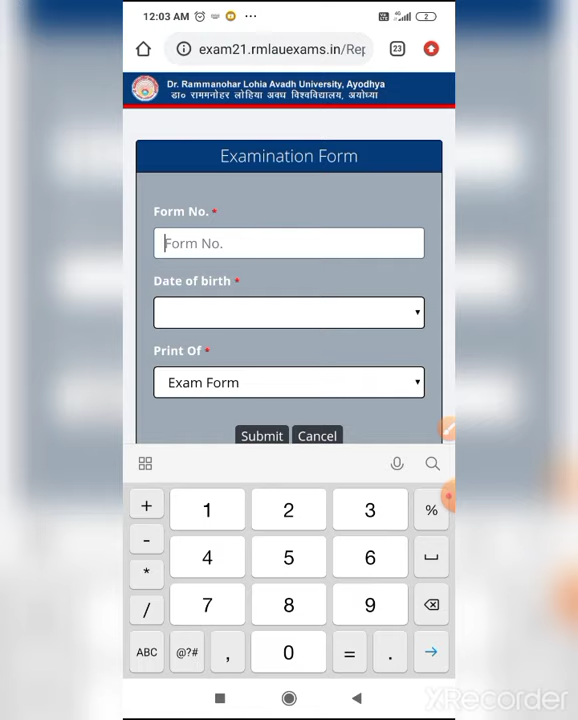 12:03 AM
2
exam21.rmlauexams.in/Rep
23
Dr. Rammanohar Lohia Avadh University, Ayodhya
डा० राममनोहर लोहिया अवध विश्वविद्यालय, अयोध्या
Examination Form
Form No. *
Form No.
Date of birth *
Print Of *
Exam Form
Submit Cancel
+ 1 2 3 %
- 4 5 6
* 
/ 7 8 9
ABC @?# , 0 = .
XRecorder